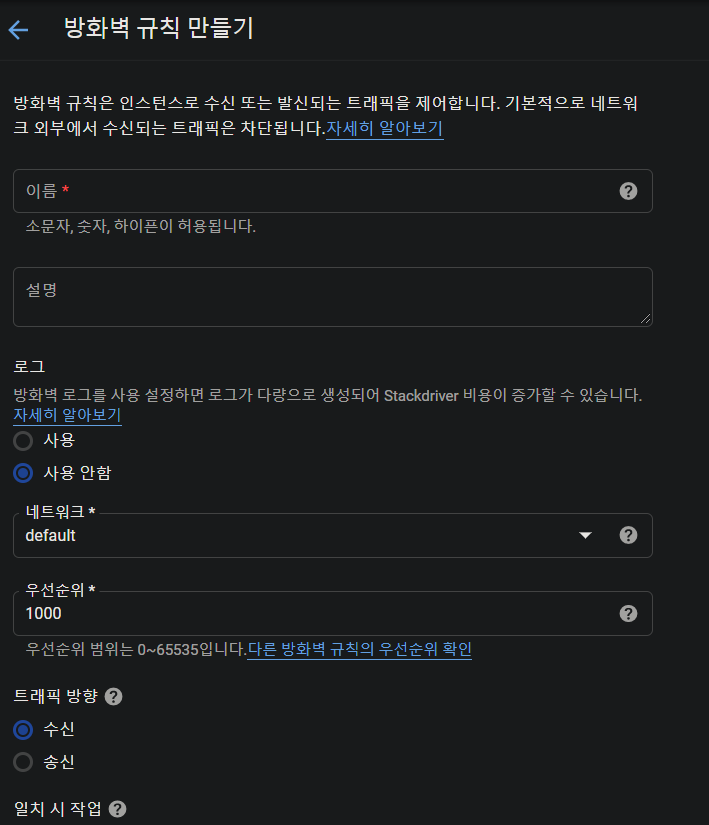 방화벽 규칙 만들기
방화벽 규칙은 인스턴스로 수신 또는 발신되는 트래픽을 제어합니다. 기본적으로 네트워
크 외부에서 수신되는 트래픽은 차단됩니다.자세히 알아보기
이름 *
소문자, 숫자, 하이픈이 허용됩니다.
설명
로그
방화벽 로그를 사용 설정하면 로그가 다량으로 생성되어 Stackdriver 비용이 증가할 수 있습니다.
자세히 알아보기
사용
사용 안함
네트워크 *
default
우선순위 *
1000
우선순위 범위는 0~65535입니다.다른 방화벽 규칙의 우선순위 확인
트래픽 방향
수신
송신
일치 시 작업